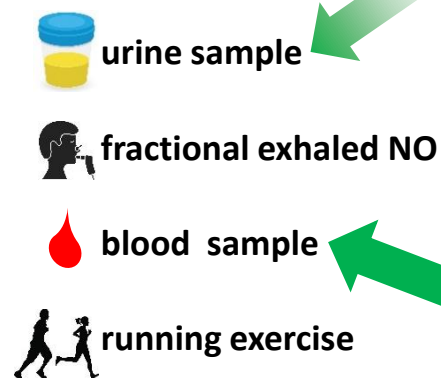 urine sample
fractional exhaled NO
blood  sample
running exercise